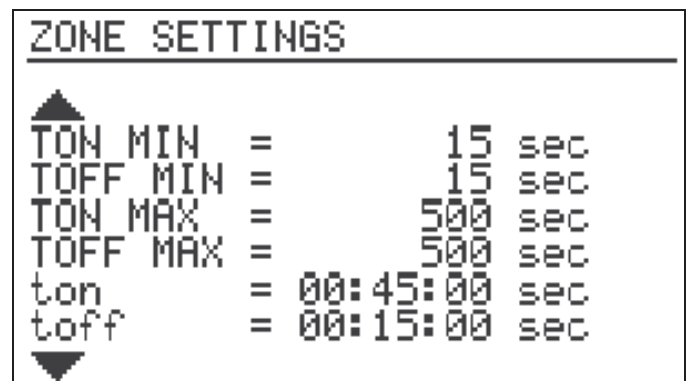 ZONE SETTINGS
TON MIN = 15 sec
TOFF MIN = 15 sec
TON MAX = 500 sec
TOFF MAX = 500 sec
ton = 00:45:00 sec
toff = 00:15:00 sec